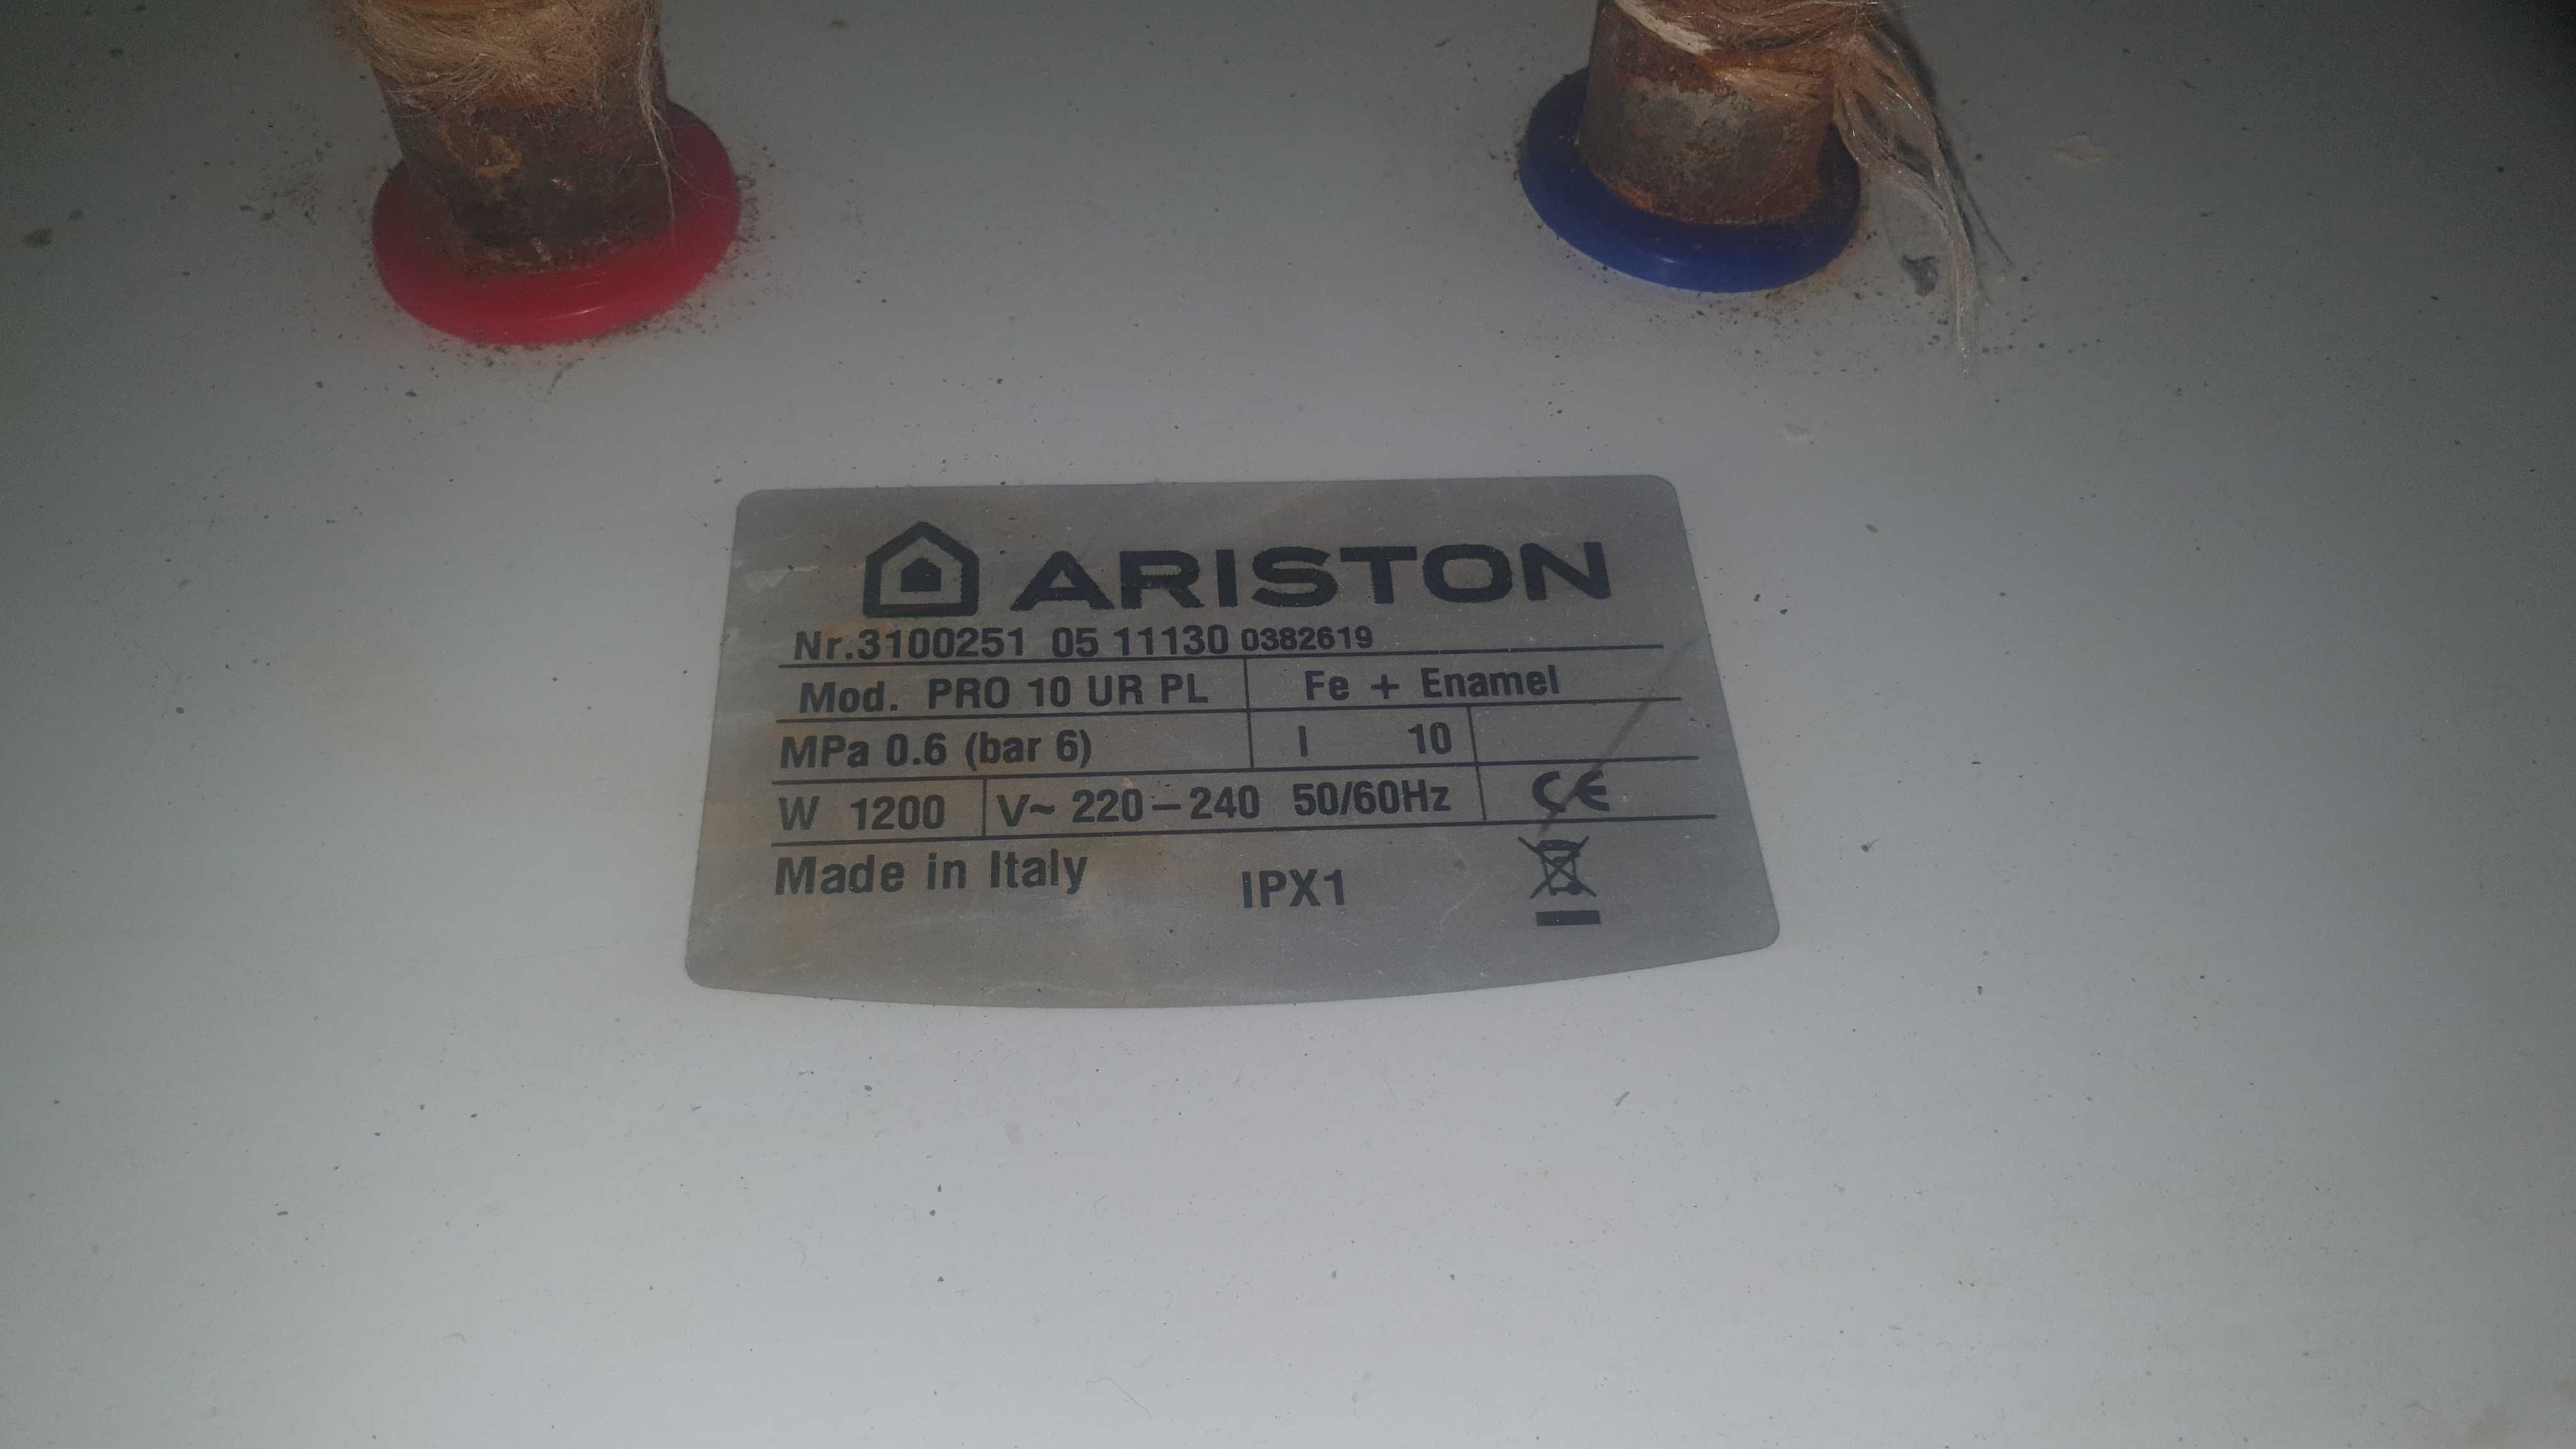 ARISTON
Nr.3100251 05 11130 0382619
Mod. PRO 10 UR PL Fe + Enamel
MPa 0.6 (bar 6) l 10
W 1200 V~ 220-240 50/60Hz CE
Made in Italy IPX1